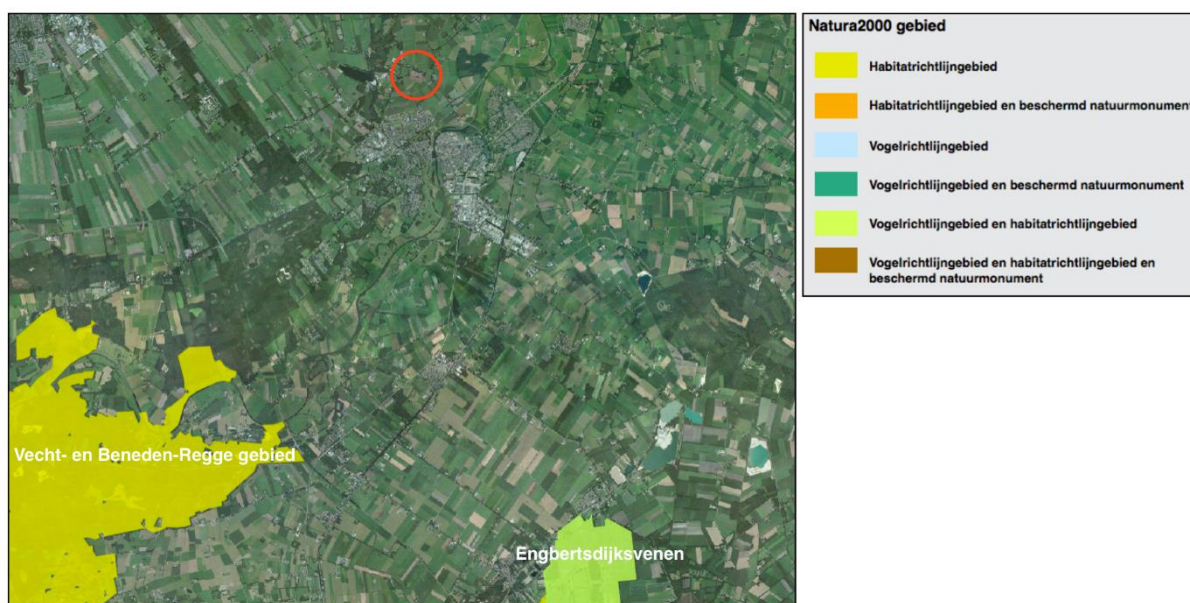 Natura2000 gebied
Habitatrichtlijngebied
Habitatrichtlijngebied en beschermd natuurmonument
Vogelrichtlijngebied
Vogelrichtlijngebied en beschermd natuurmonument
Vogelrichtlijngebied en habitatrichtlijngebied
Vogelrichtlijngebied en habitatrichtlijngebied en
beschermd natuurmonument
Vecht- en Beneden-Regge gebied
Engbertsdijksvenen